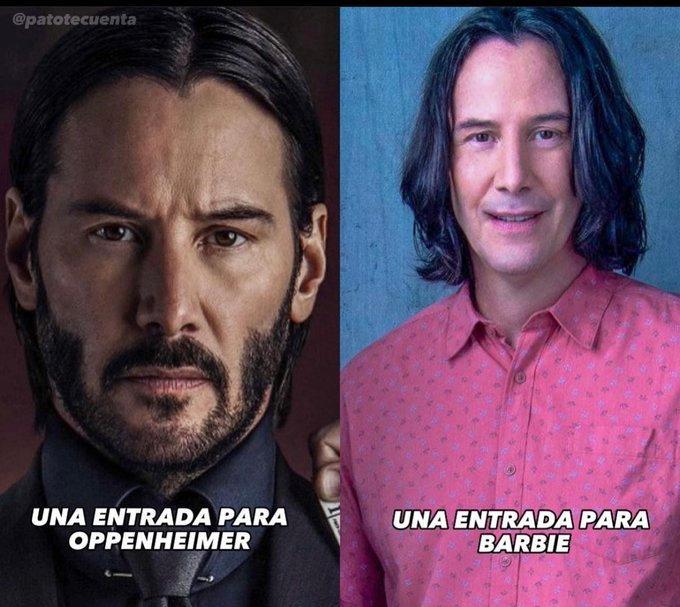 @patotecuenta
UNA ENTRADA PARA
OPPENHEIMER
UNA ENTRADA PARA
BARBIE